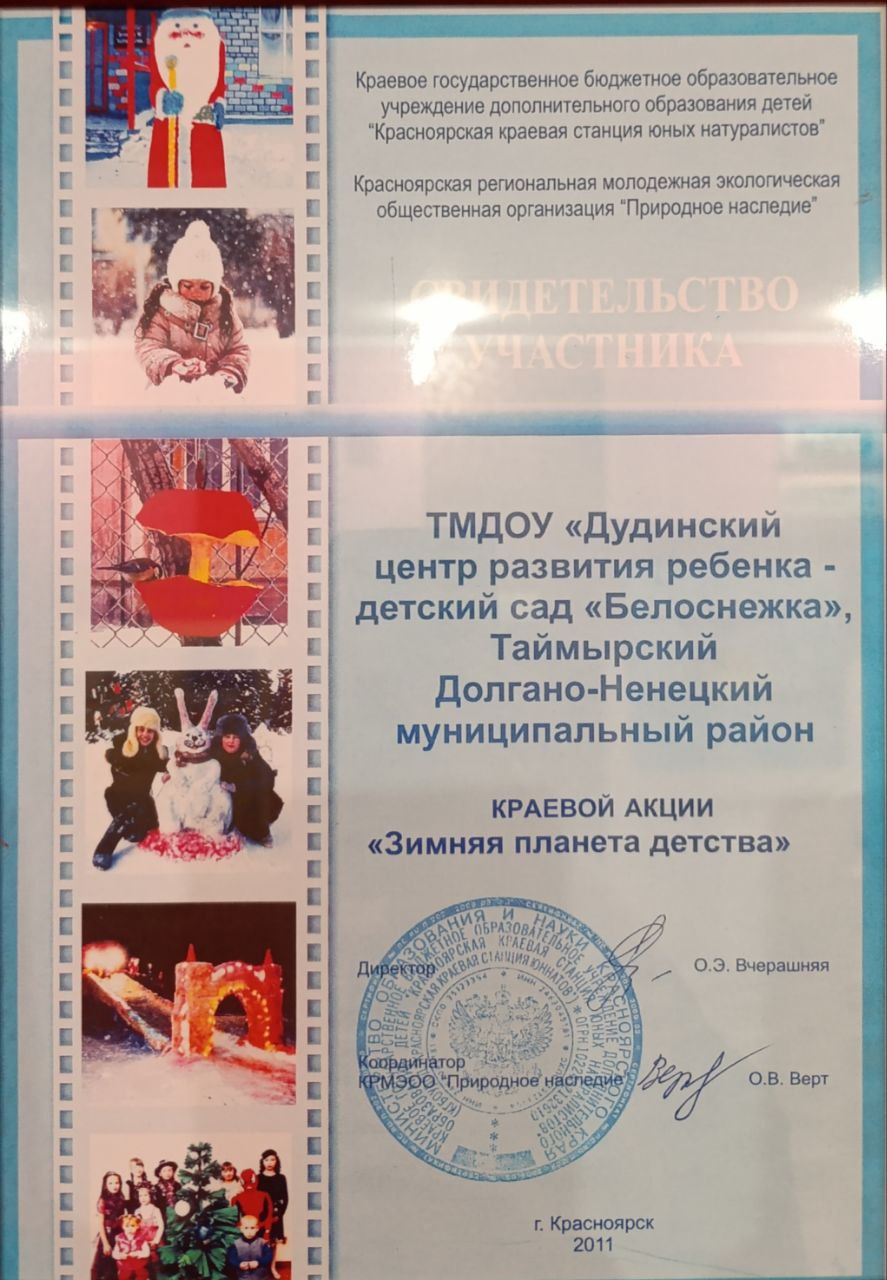 Краевое государственное бюджетное образовательное
учреждение дополнительного образования детей
“Красноярская краевая станция юных натуралистов”
Красноярская региональная молодежная экологическая
общественная организация “Природное наследие”
СВИДЕТЕЛЬСТВО
УЧАСТНИКА
ТМДОУ «Дудинский
центр развития ребенка -
детский сад «Белоснежка»,
Таймырский
Долгано-Ненецкий
муниципальный район
КРАЕВОЙ АКЦИИ
«Зимняя планета детства»
Директор
О.Э. Вчерашняя
Координатор
КРМЭОО “Природное наследие”
О.В. Верт
г. Красноярск
2011